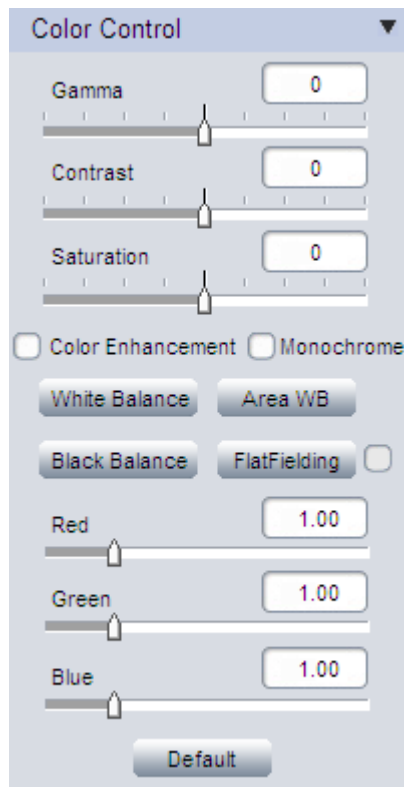 Color Control
Gamma 0
Contrast 0
Saturation 0
Color Enhancement Monochrome
White Balance Area WB
Black Balance FlatFielding
Red 1.00
Green 1.00
Blue 1.00
Default